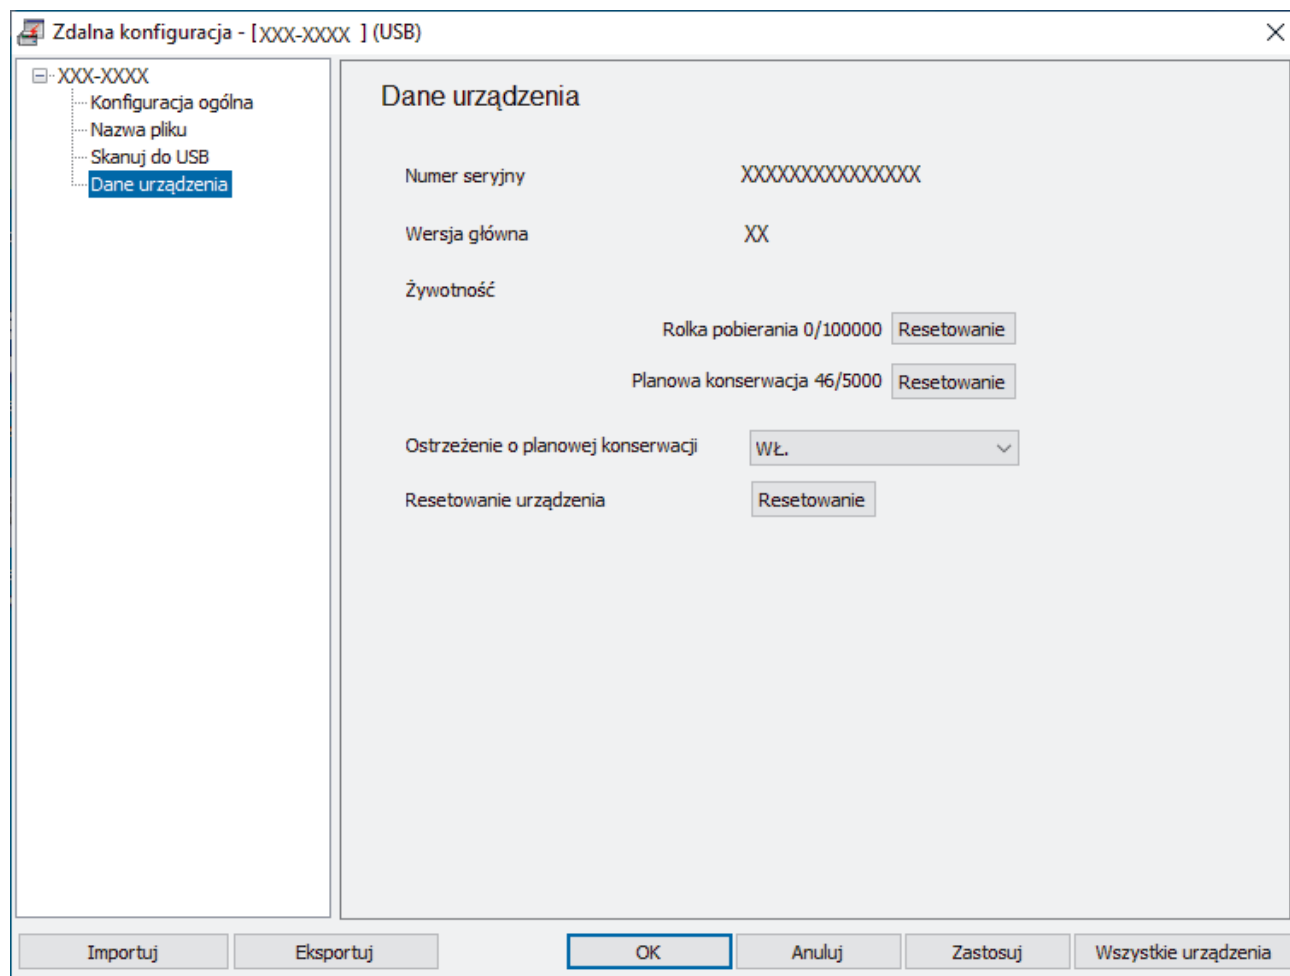 Zdalna konfiguracja - [XXX-XXXX ] (USB)
XXX-XXXX
Konfiguracja ogólna
Nazwa pliku
Skanuj do USB
Dane urządzenia
Dane urządzenia
Numer seryjny XXXXXXXXXXXXXXX
Wersja główna XX
Żywotność
Rolka pobierania 0/100000 Resetowanie
Planowa konserwacja 46/5000 Resetowanie
Ostrzeżenie o planowej konserwacji WŁ.
Resetowanie urządzenia Resetowanie
Importuj Eksportuj OK Anuluj Zastosuj Wszystkie urządzenia